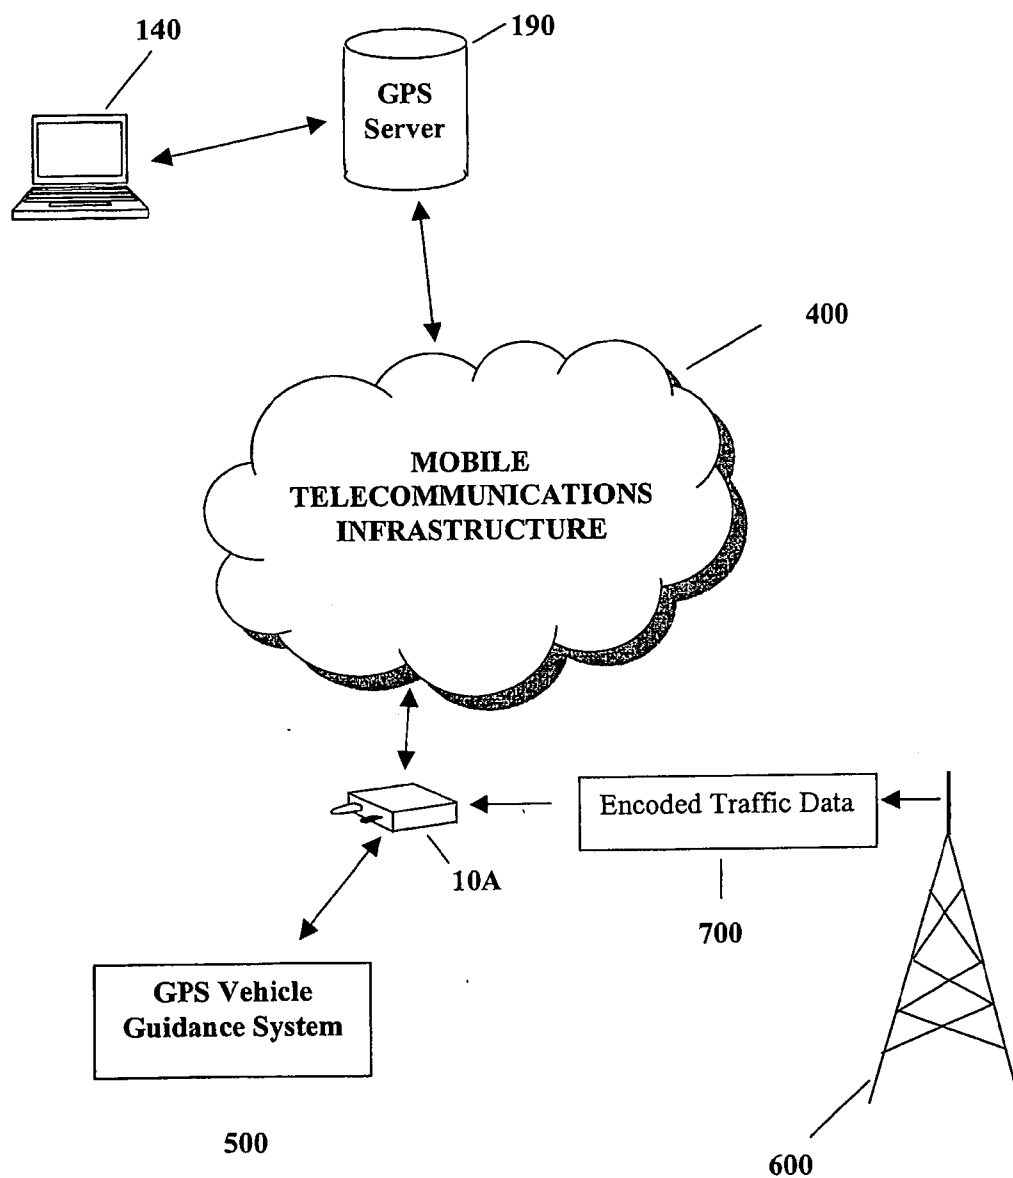 140
190
GPS
Server
400
MOBILE
TELECOMMUNICATIONS
INFRASTRUCTURE
Encoded Traffic Data
10A
700
GPS Vehicle
Guidance System
500
600